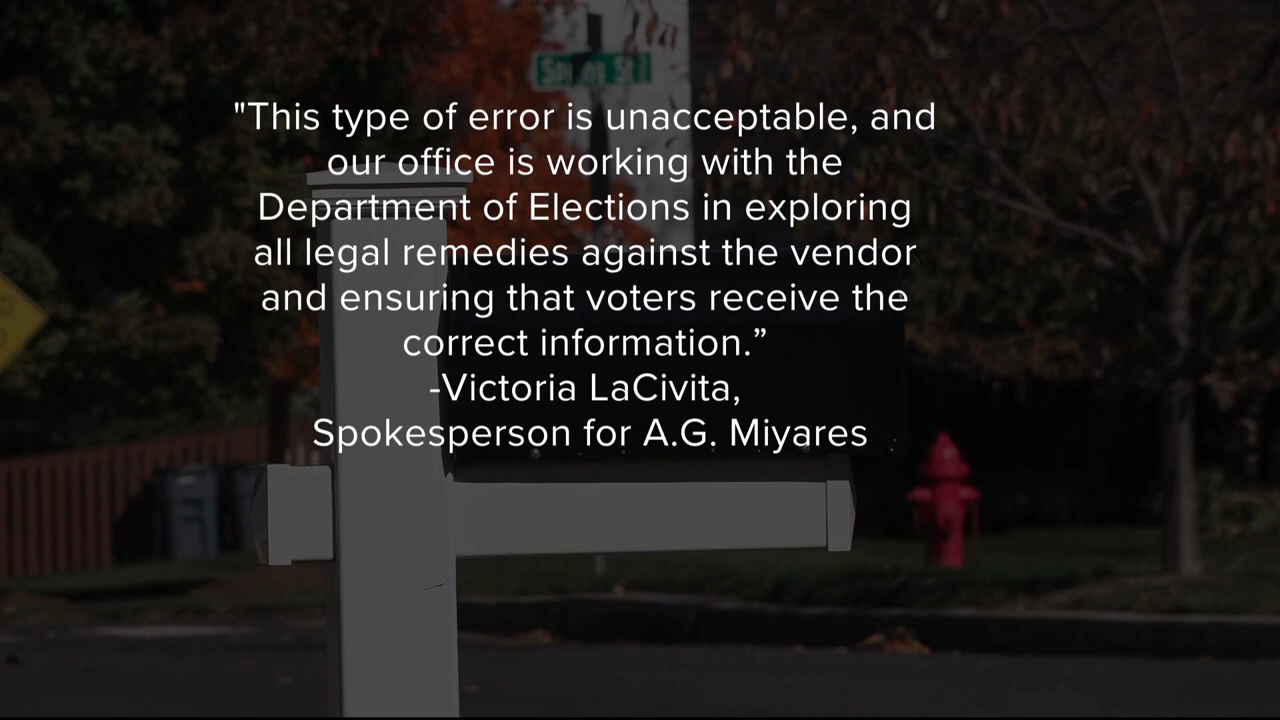 "This type of error is unacceptable, and
our office is working with the
Department of Elections in exploring
all legal remedies against the vendor
and ensuring that voters receive the
correct information.”
-Victoria LaCivita,
Spokesperson for A.G. Miyares